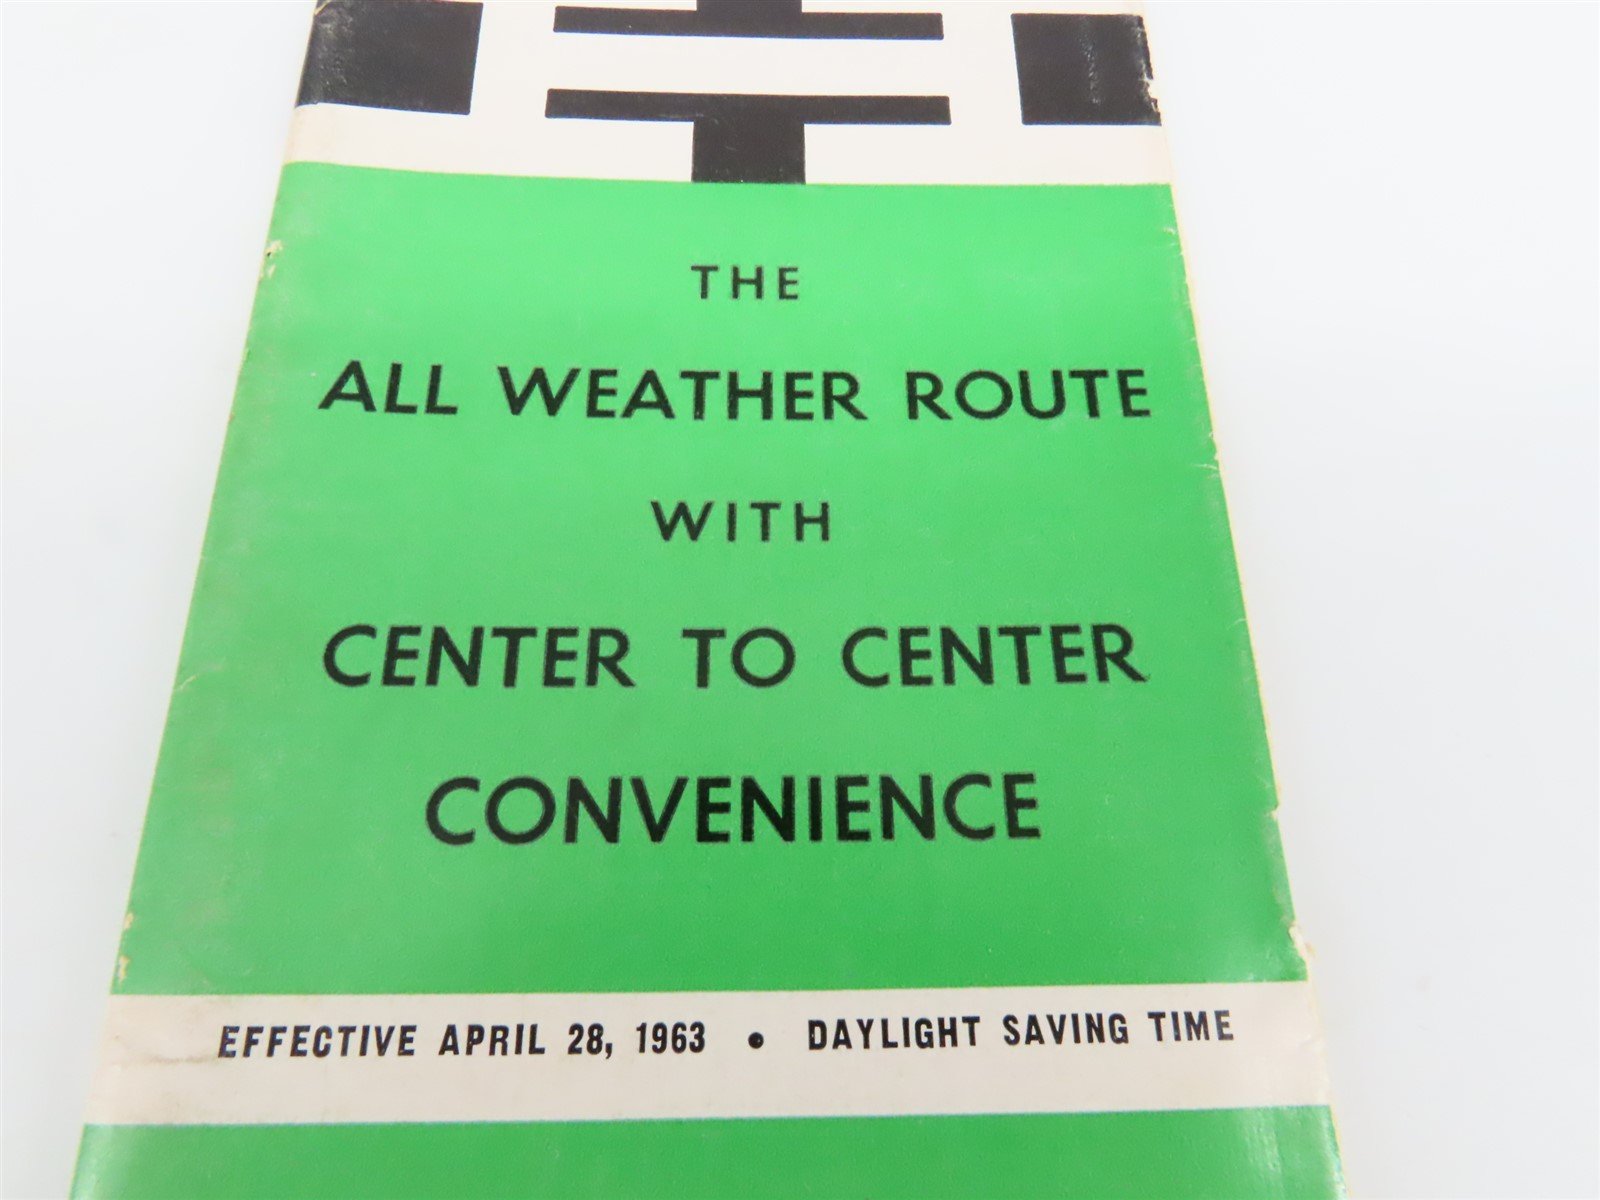 THE
ALL WEATHER ROUTE
WITH
CENTER TO CENTER
CONVENIENCE
EFFECTIVE APRIL 28, 1963 • DAYLIGHT SAVING TIME